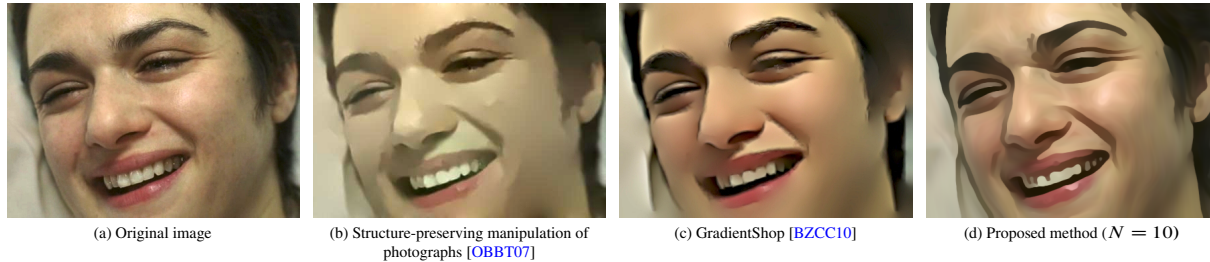 (a) Original image
(b) Structure-preserving manipulation of
photographs [OBBT07]
(c) GradientShop [BZCC10]
(d) Proposed method (N = 10)